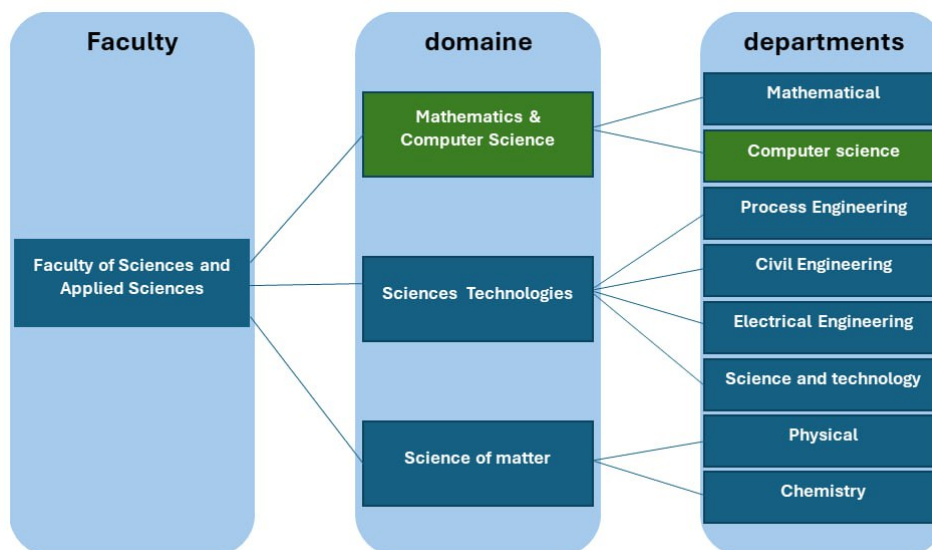 Faculty
domaine
departments
Mathematics &
Computer Science
Mathematical
Computer science
Process Engineering
Faculty of Sciences and
Applied Sciences
Sciences Technologies
Civil Engineering
Electrical Engineering
Science and technology
Science of matter
Physical
Chemistry